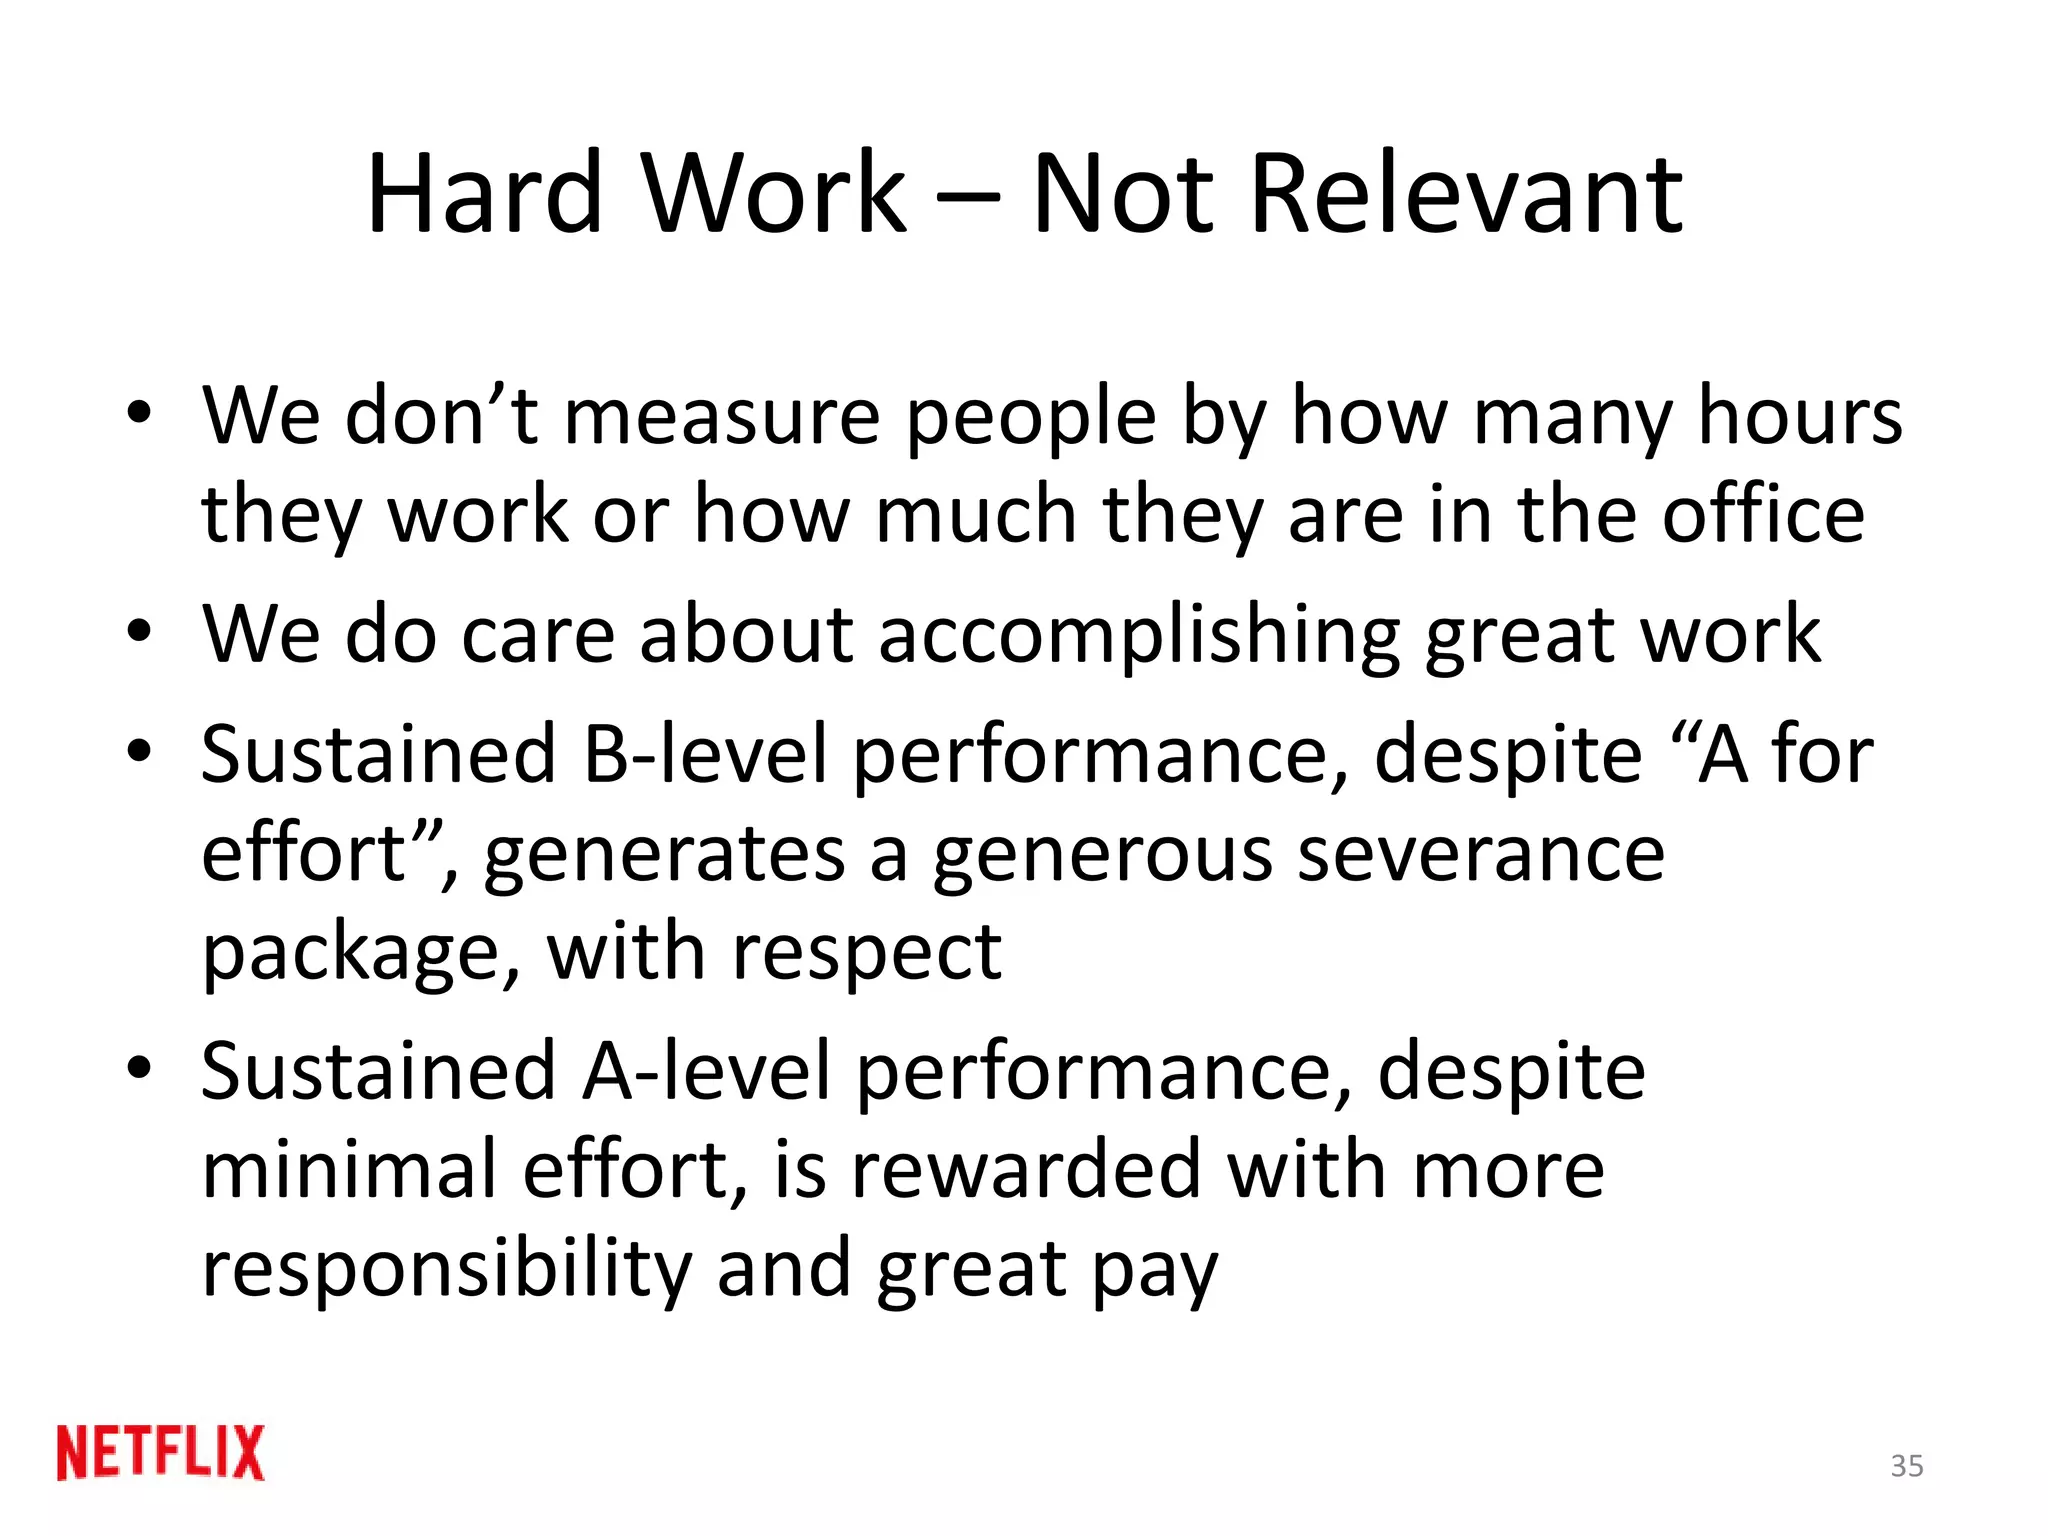 Hard Work – Not Relevant
• We don’t measure people by how many hours
they work or how much they are in the office
• We do care about accomplishing great work
• Sustained B-level performance, despite “A for
effort”, generates a generous severance
package, with respect
• Sustained A-level performance, despite
minimal effort, is rewarded with more
responsibility and great pay
NETFLIX
35